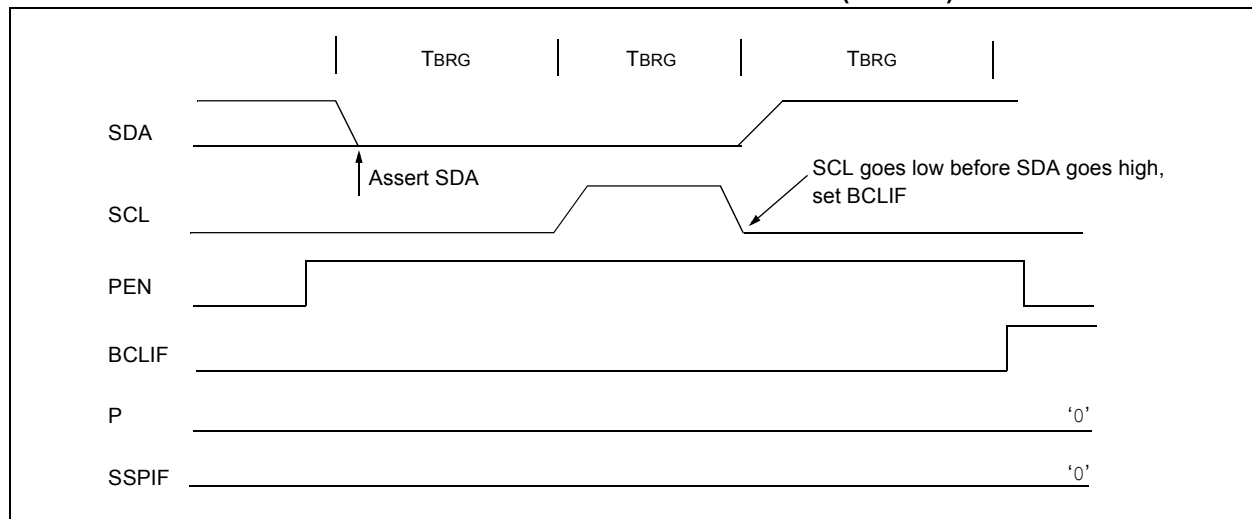 TBRG TBRG TBRG
SDA
Assert SDA
SCL goes low before SDA goes high,
set BCLIF
SCL
PEN
BCLIF
P ‘0’
SSPIF ‘0’